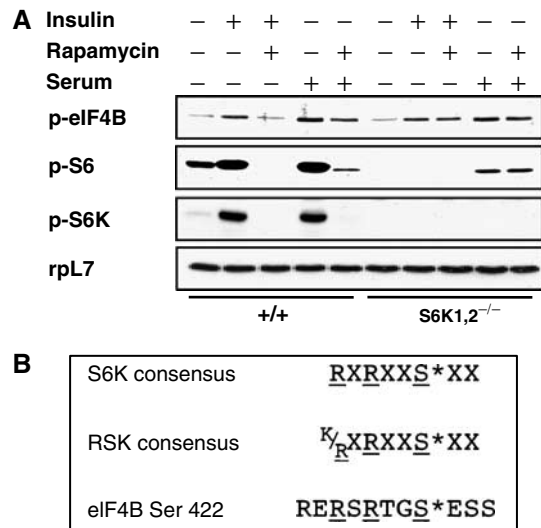 A Insulin − + + − − − + + − −
Rapamycin − − + − + − − + − +
Serum − − − + + − − − + +
p-eIF4B
p-S6
p-S6K
rpL7
+/+ S6K1,2−/−
B
S6K consensus RXRXXS*XX
RSK consensus K/RXRXXS*XX
eIF4B Ser 422 RERSRTGS*ESS